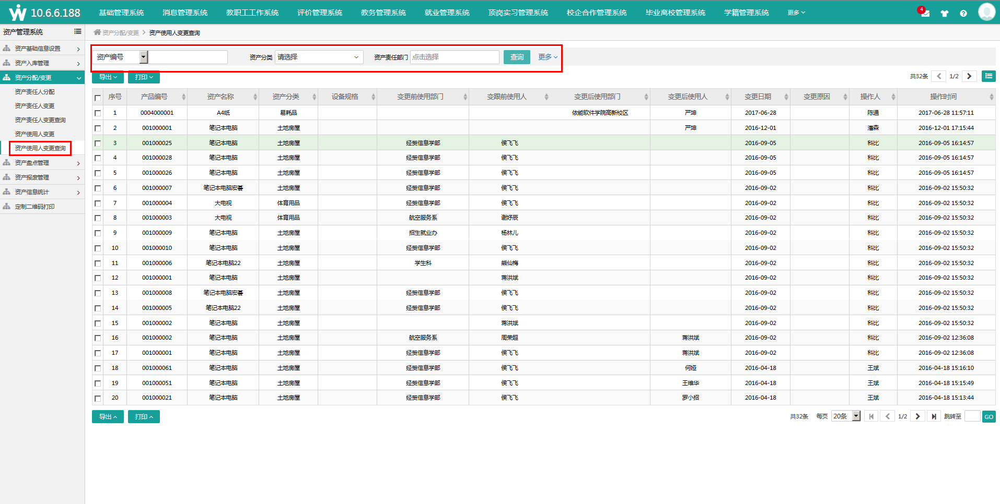 10.6.6.188 基础管理系统 消息管理系统 教职工工作系统 评价管理系统 教务管理系统 就业管理系统 顶岗实习管理系统 校企合作管理系统 毕业离校管理系统 学籍管理系统 更多 4
资产管理系统
资产基础信息设置
资产入库管理
资产分配/变更
资产责任人分配
资产责任人变更
资产责任人变更查询
资产使用人变更
资产使用人变更查询
资产盘点管理
资产报废管理
资产信息统计
定制二维码打印
资产分配/变更 > 资产使用人变更查询
资产编号 资产分类 请选择 资产责任部门 点击选择 查询 更多
导出 打印 共32条 1/2
序号 产品编号 资产名称 资产分类 设备规格 变更前使用部门 变跟前使用人 变更后使用部门 变更后使用人 变更日期 变更原因 操作人 操作时间
1 0004000001 A4纸 易耗品 依能软件学院高新校区 严坤 2017-06-28 陈通 2017-06-28 11:57:11
2 001000001 笔记本电脑 土地房屋 严坤 2016-12-01 潘森 2016-12-01 17:15:44
3 001000025 笔记本电脑 土地房屋 经贸信息学部 侯飞飞 2016-09-05 科比 2016-09-05 16:14:57
4 001000028 笔记本电脑 土地房屋 经贸信息学部 侯飞飞 2016-09-05 科比 2016-09-05 16:14:57
5 001000026 笔记本电脑 土地房屋 经贸信息学部 侯飞飞 2016-09-05 科比 2016-09-05 16:14:57
6 001000007 笔记本电脑宏碁 土地房屋 经贸信息学部 侯飞飞 2016-09-02 科比 2016-09-02 15:50:32
7 001000004 大电视 体育用品 经贸信息学部 侯飞飞 2016-09-02 科比 2016-09-02 15:50:32
8 001000003 大电视 体育用品 航空服务系 谢妤辰 2016-09-02 科比 2016-09-02 15:50:32
9 001000009 笔记本电脑 土地房屋 招生就业办 杨林儿 2016-09-02 科比 2016-09-02 15:50:32
10 001000010 笔记本电脑 土地房屋 经贸信息学部 侯飞飞 2016-09-02 科比 2016-09-02 15:50:32
11 001000006 笔记本电脑22 土地房屋 学生科 熊仙梅 2016-09-02 科比 2016-09-02 15:50:32
12 001000001 笔记本电脑 土地房屋 蒋洪斌 2016-09-02 科比 2016-09-02 15:50:32
13 001000008 笔记本电脑宏碁 土地房屋 经贸信息学部 侯飞飞 2016-09-02 科比 2016-09-02 15:50:32
14 001000005 笔记本电脑22 土地房屋 经贸信息学部 侯飞飞 2016-09-02 科比 2016-09-02 15:50:32
15 001000002 笔记本电脑 土地房屋 蒋洪斌 2016-09-02 科比 2016-09-02 15:50:32
16 001000002 笔记本电脑 土地房屋 航空服务系 周荣超 蒋洪斌 2016-09-02 科比 2016-09-02 12:36:08
17 001000001 笔记本电脑 土地房屋 经贸信息学部 侯飞飞 蒋洪斌 2016-09-02 科比 2016-09-02 12:36:08
18 001000061 笔记本电脑 土地房屋 经贸信息学部 侯飞飞 何娅 2016-04-18 王斌 2016-04-18 15:16:10
19 001000051 笔记本电脑 土地房屋 经贸信息学部 侯飞飞 王维华 2016-04-18 王斌 2016-04-18 15:15:49
20 001000021 笔记本电脑 土地房屋 经贸信息学部 侯飞飞 罗小招 2016-04-18 王斌 2016-04-18 15:13:44
导出 打印 共32条 每页 20条 1/2 跳转至 GO